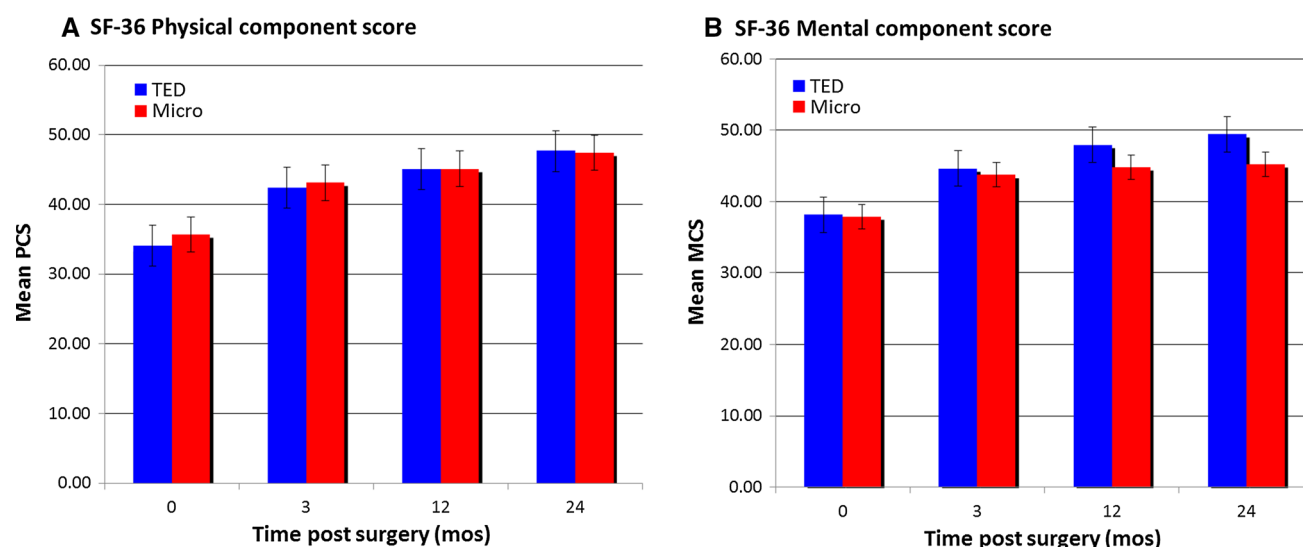 A SF-36 Physical component score
60.00
50.00
40.00
30.00
20.00
10.00
0.00
Mean PCS
TED
Micro
0 3 12 24
Time post surgery (mos)
B SF-36 Mental component score
60.00
50.00
40.00
30.00
20.00
10.00
0.00
Mean MCS
TED
Micro
0 3 12 24
Time post surgery (mos)